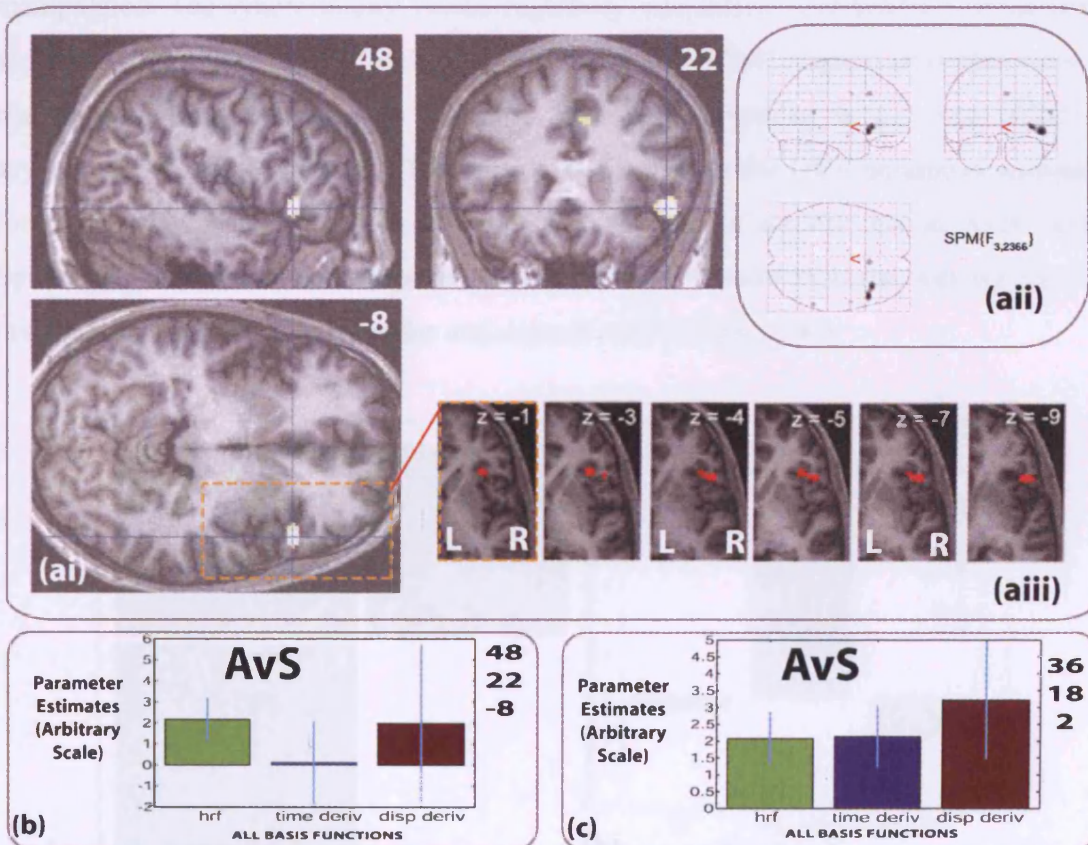 48
22
-8
(ai)
<
<
<
SPM{F3,2366}
(aii)
z = -1
z = -3
z = -4
z = -5
z = -7
z = -9
L R
L R
L R
(aiii)
AvS
Parameter
Estimates
(Arbitrary
Scale)
6
5
4
3
2
1
0
-1
-2
hrf time deriv disp deriv
ALL BASIS FUNCTIONS
48
22
-8
(b)
AvS
Parameter
Estimates
(Arbitrary
Scale)
5
4.5
4
3.5
3
2.5
2
1.5
1
0.5
0
hrf time deriv disp deriv
ALL BASIS FUNCTIONS
36
18
2
(c)